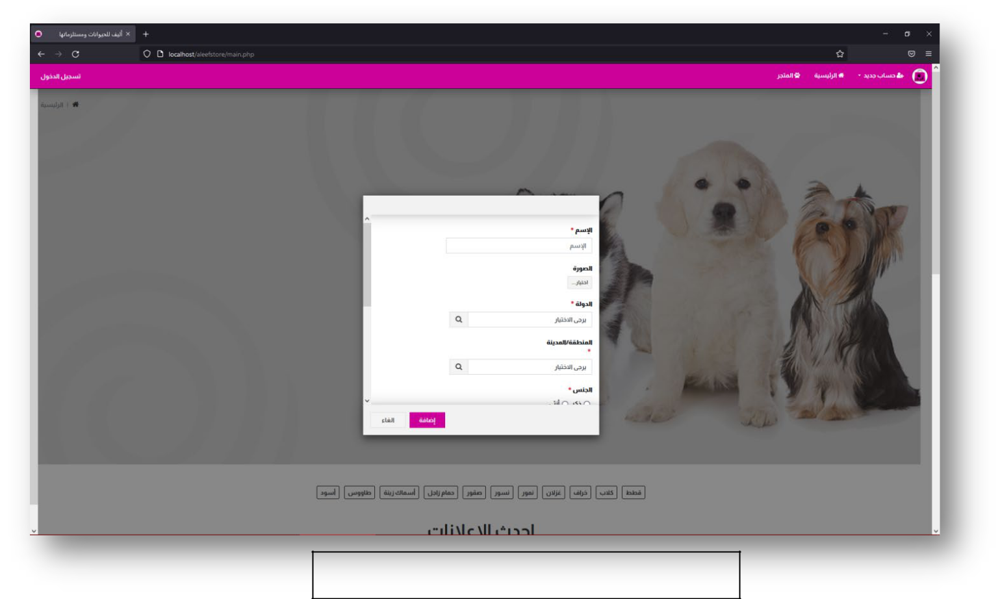 أليف للحيوانات ومستلزماتها
localhost/aleefstore/main.php
حساب جديد
الرئيسية
المتجر
تسجيل الدخول
الرئيسية
الإسم *
الإسم
الصورة
اختيار...
الدولة *
يرجى الاختيار
المنطقة/المدينة
*
يرجى الاختيار
الجنس *
ذكر أنثى
إضافة الغاء
قطط كلاب خراف غزلان نمور نسور صقور حمام زاجل أسماك زينة طاووس أسود
احدث الاعلانات